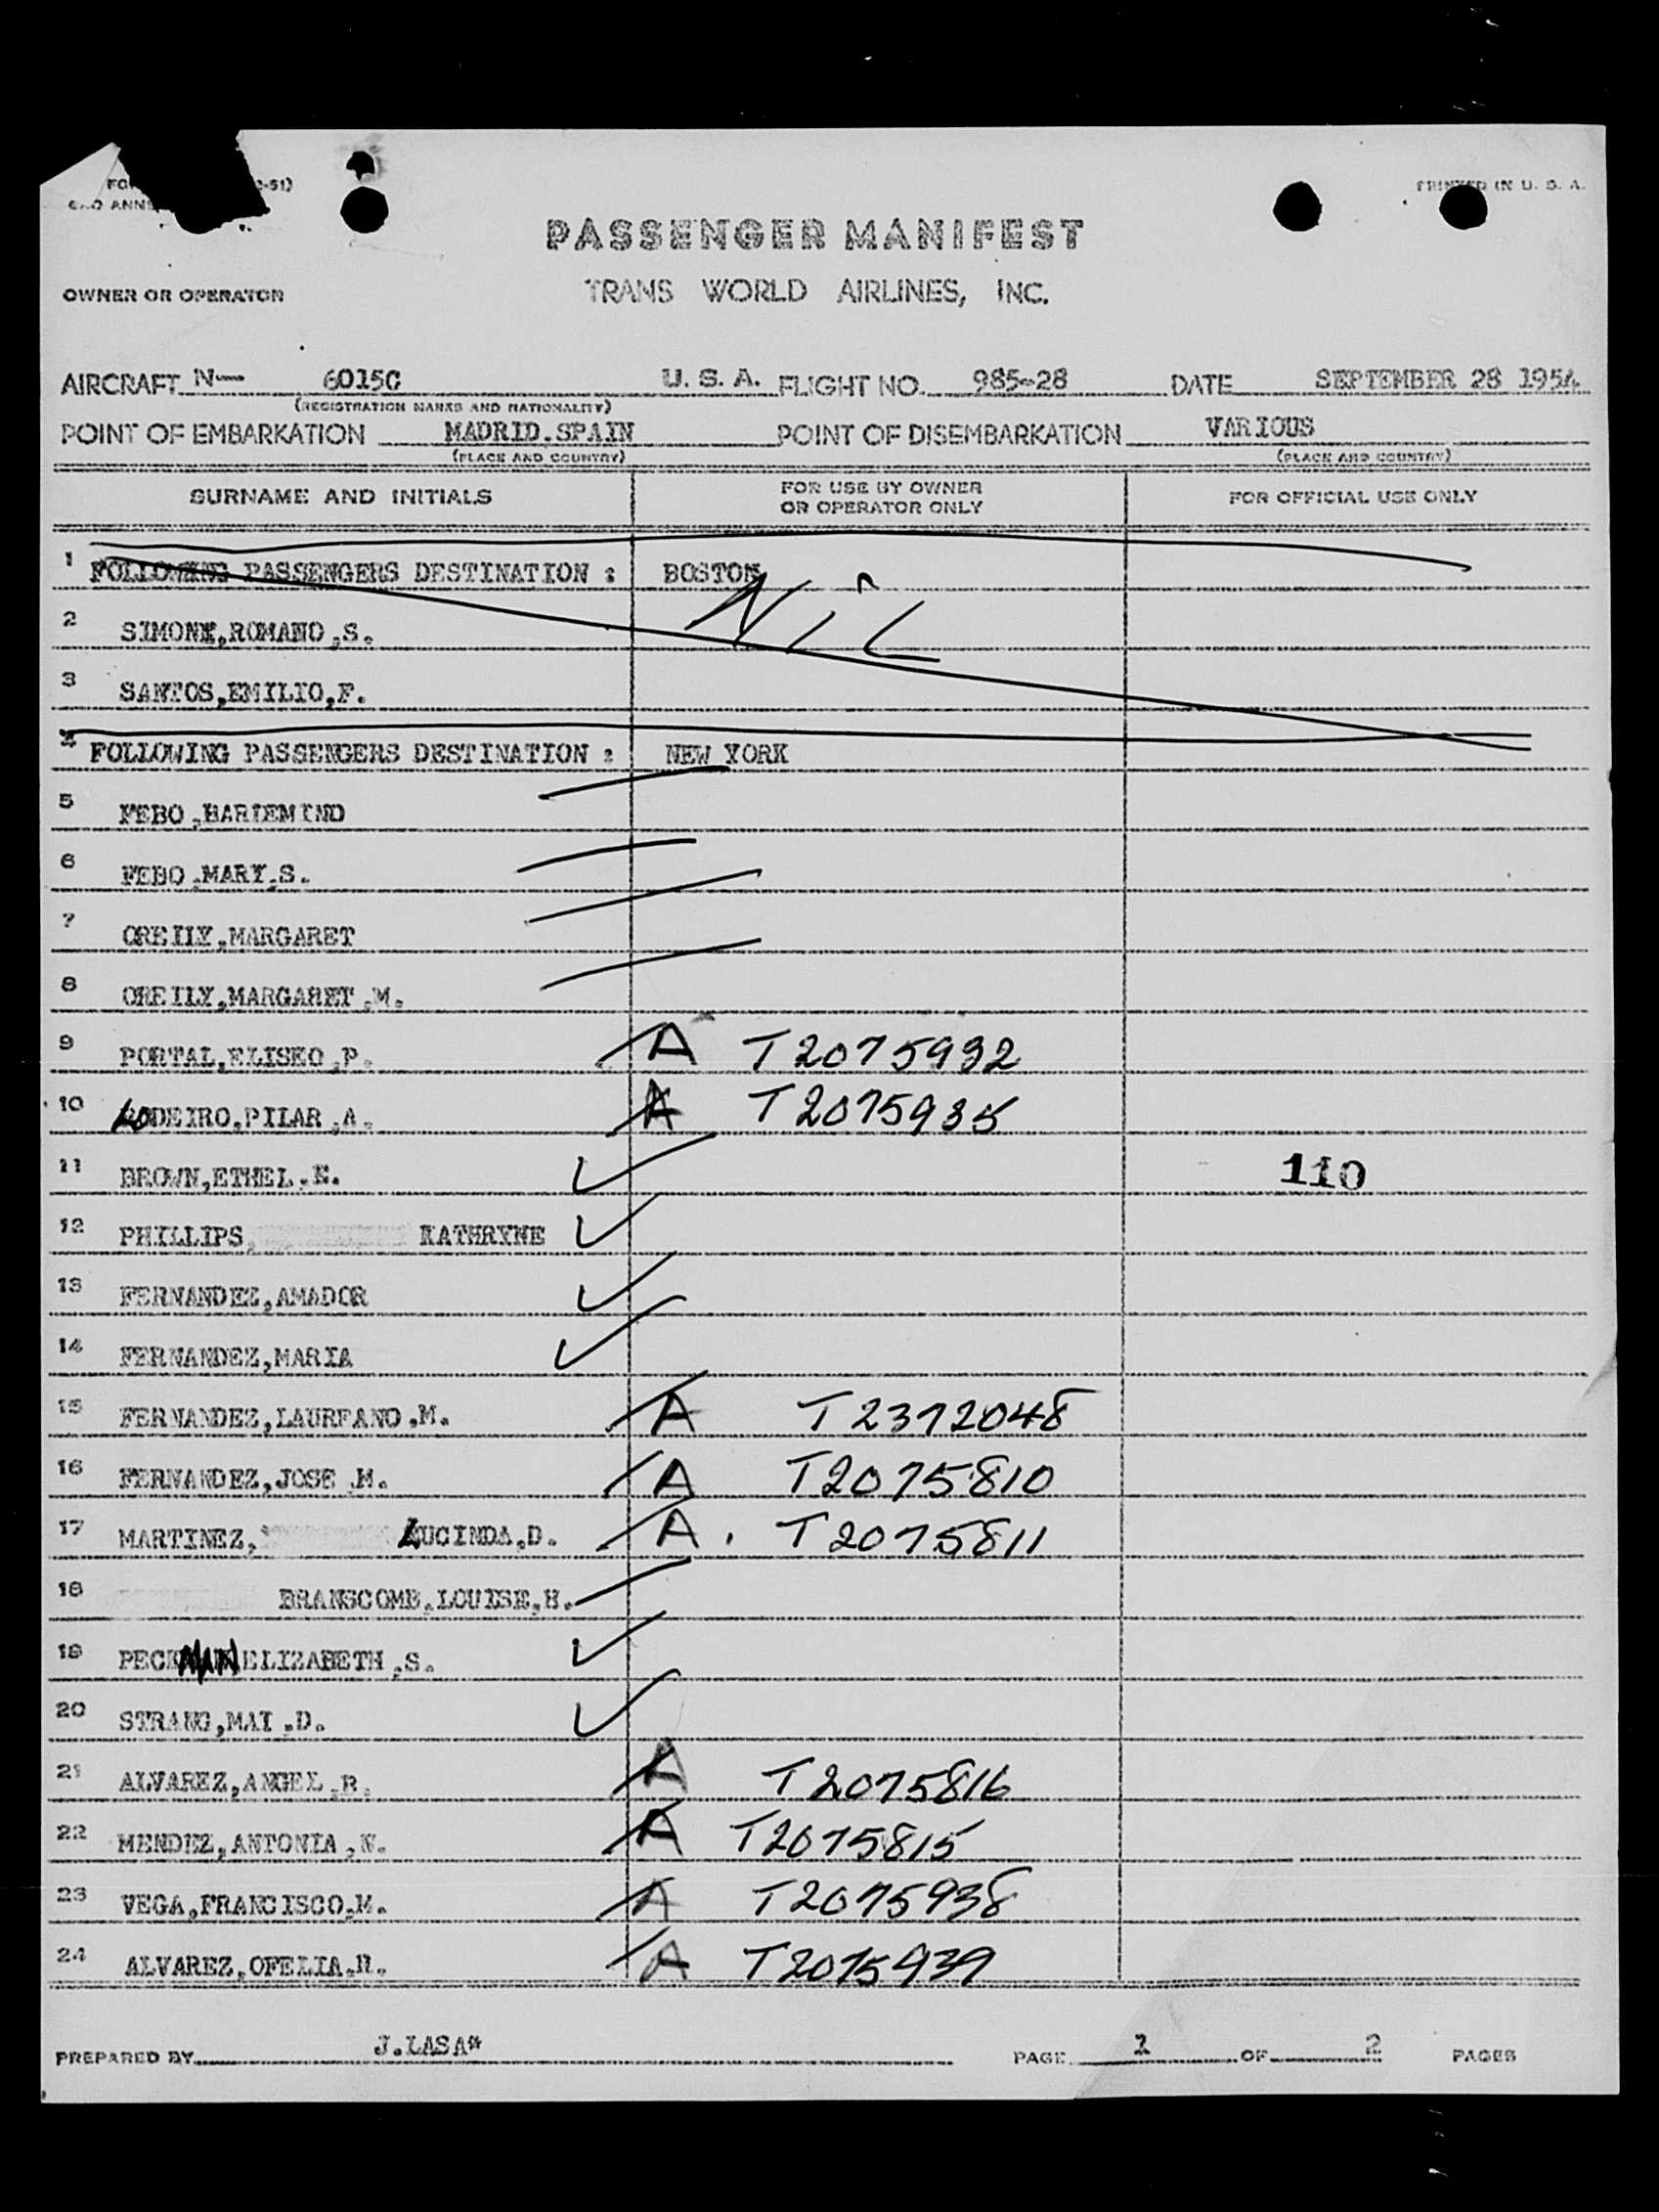 PRINTED IN U. S. A.
PASSENGER MANIFEST
OWNER OR OPERATOR TRANS WORLD AIRLINES, INC.
AIRCRAFT N— 6015C U. S. A. FLIGHT NO. 985-28 DATE SEPTEMBER 28 1954
(REGISTRATION MARKS AND NATIONALITY)
POINT OF EMBARKATION MADRID.SPAIN POINT OF DISEMBARKATION VARIOUS
(PLACE AND COUNTRY) (PLACE AND COUNTRY)
SURNAME AND INITIALS FOR USE BY OWNER OR OPERATOR ONLY FOR OFFICIAL USE ONLY
1 FOLLOWING PASSENGERS DESTINATION : BOSTON
NiL
2 SIMONE,ROMANO,S.
3 SANTOS,EMILIO,F.
4 FOLLOWING PASSENGERS DESTINATION : NEW YORK
5 FEBO,HARIEMIND
6 FEBO.MARY.S.
7 OREILY,MARGARET
8 OREILY,MARGARET.M.
9 PORTAL,ELISEO,P. A T2075932
10 LODEIRO,PILAR,A. A T2075935
11 BROWN,ETHEL.E. 110
12 PHILLIPS, KATHRYNE
13 FERNANDEZ,AMADOR
14 FERNANDEZ,MARIA
15 FERNANDEZ,LAUREANO,M. A T2372048
16 FERNANDEZ,JOSE.M. A T2075810
17 MARTINEZ, LUCINDA,D. A. T2075811
18 BRANSCOMB,LOUISE,H.
19 PECK ELIZABETH,S.
20 STRANG,MAI.D.
21 ALVAREZ,ANGEL.R. A T2075816
22 MENDEZ,ANTONIA,N. A T2075815
23 VEGA,FRANCISCO.M. A T2075938
24 ALVAREZ,OFELIA.R. A T2075939
PREPARED BY J.LASA* PAGE 1 OF 2 PAGES